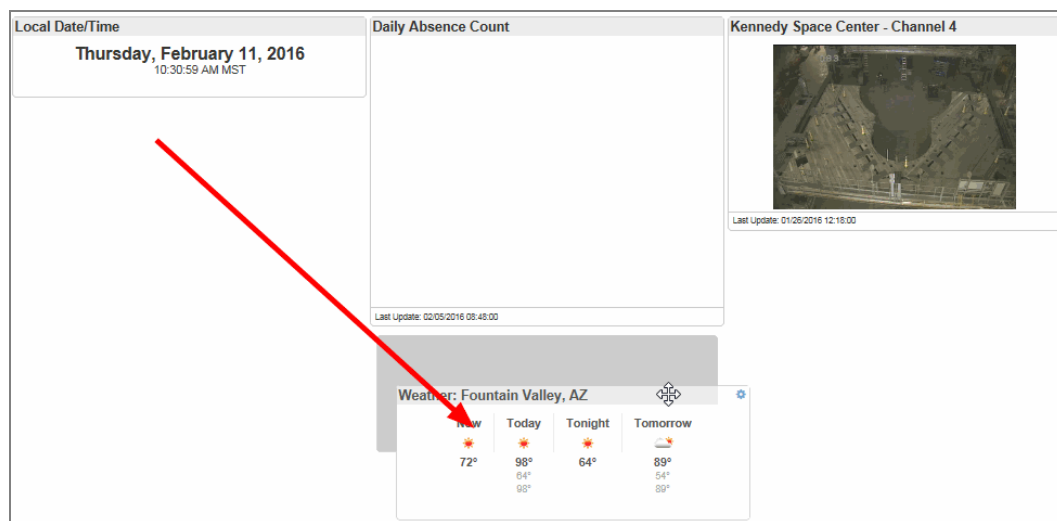 Local Date/Time
Thursday, February 11, 2016
10:30:59 AM MST
Daily Absence Count
Last Update: 02/05/2016 08:48:00
Kennedy Space Center - Channel 4
Last Update: 01/26/2016 12:18:00
Weather: Fountain Valley, AZ
Now Today Tonight Tomorrow
72° 98° 64° 89°
64° 54°
98° 89°